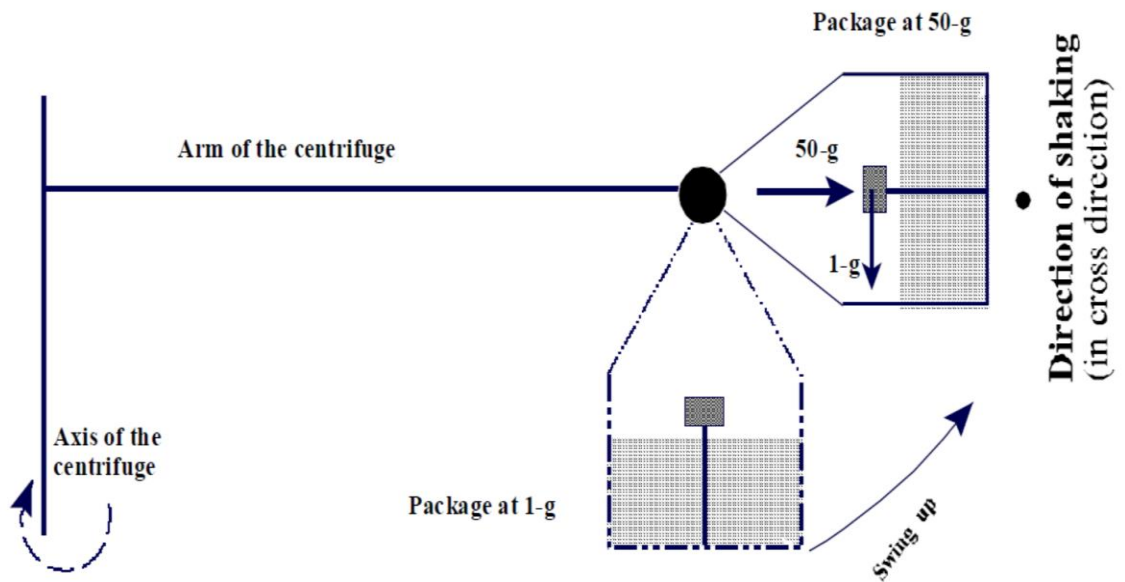 Package at 50-g
Arm of the centrifuge
50-g
1-g
Direction of shaking
(in cross direction)
Axis of the
centrifuge
Package at 1-g
Swing up